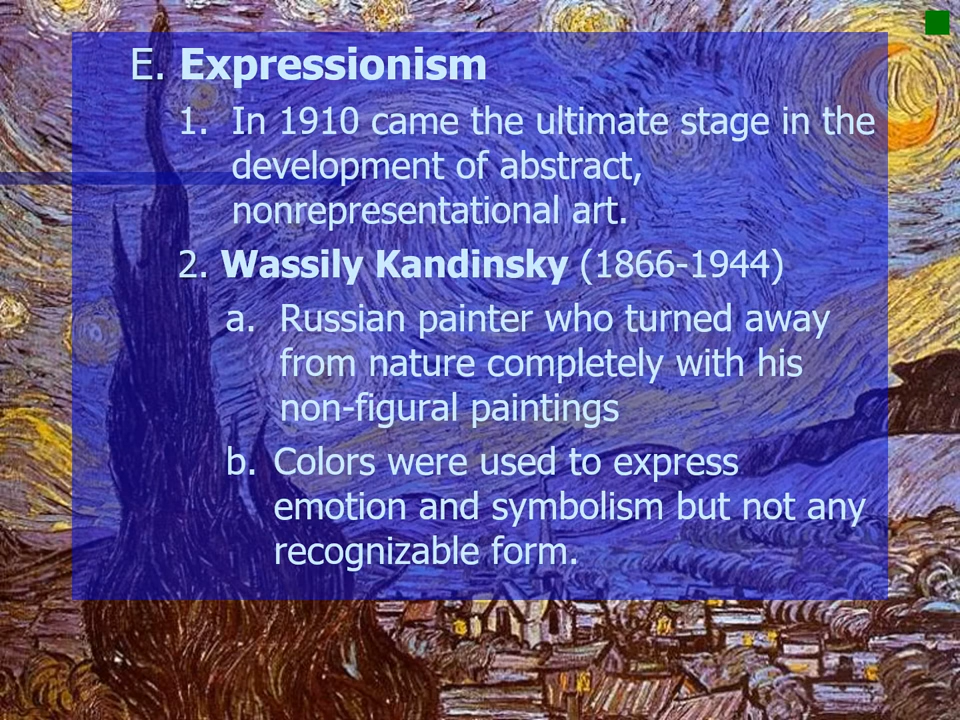 E. Expressionism
1. In 1910 came the ultimate stage in the
development of abstract,
nonrepresentational art.
2. Wassily Kandinsky (1866-1944)
a. Russian painter who turned away
from nature completely with his
non-figural paintings
b. Colors were used to express
emotion and symbolism but not any
recognizable form.